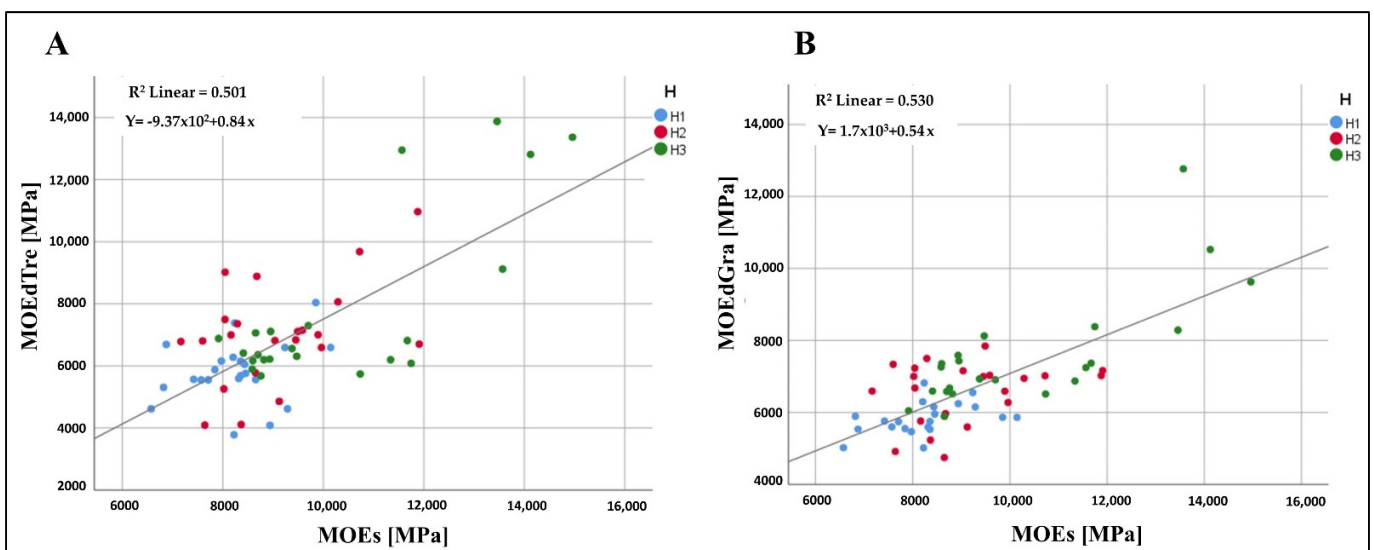 A
R² Linear = 0.501
Y= -9.37x10²+0.84x
H
H1
H2
H3
14,000
12,000
10,000
8000
6000
4000
2000
MOEdTre [MPa]
6000 8000 10,000 12,000 14,000 16,000
MOEs [MPa]
B
R² Linear = 0.530
Y= 1.7x10³+0.54x
H
H1
H2
H3
14,000
12,000
10,000
8000
6000
4000
MOEdGra [MPa]
6000 8000 10,000 12,000 14,000 16,000
MOEs [MPa]